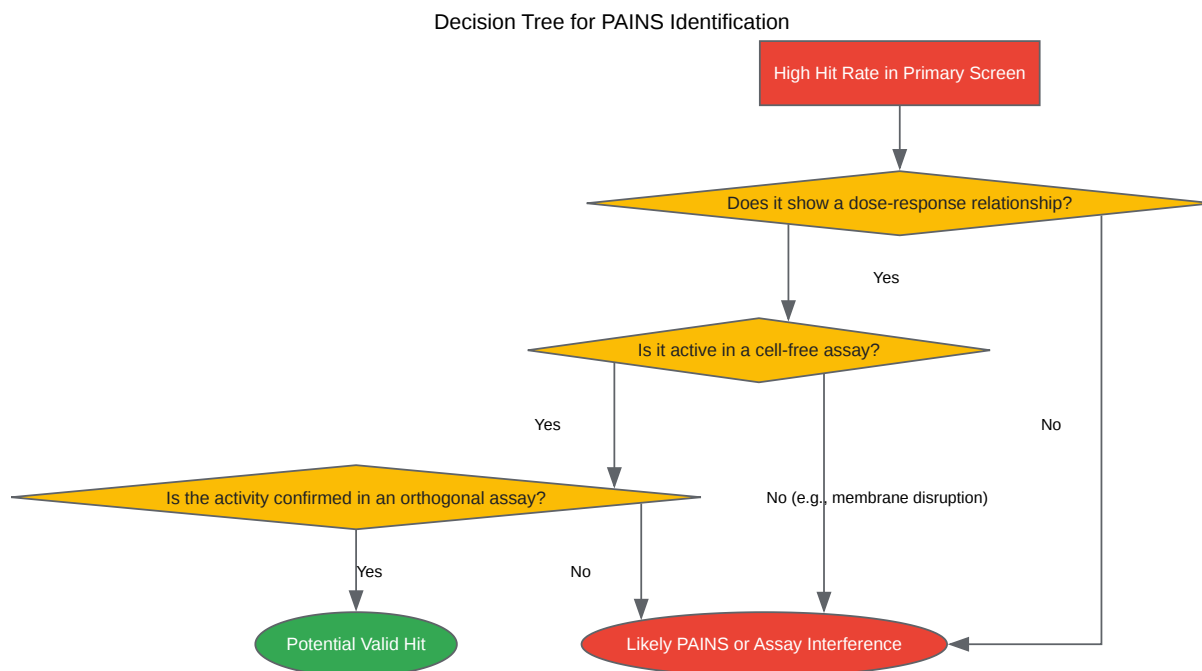 Decision Tree for PAINS Identification
High Hit Rate in Primary Screen
Does it show a dose-response relationship?
Yes
Is it active in a cell-free assay?
Yes
No
Is the activity confirmed in an orthogonal assay?
No (e.g., membrane disruption)
Yes
No
Potential Valid Hit
Likely PAINS or Assay Interference